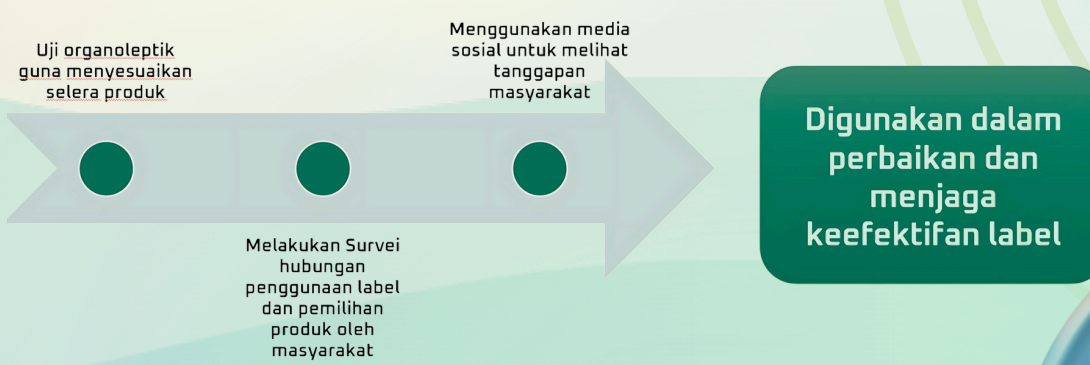 Uji organoleptik
guna menyesuaikan
selera produk
Melakukan Survei
hubungan
penggunaan label
dan pemilihan
produk oleh
masyarakat
Menggunakan media
sosial untuk melihat
tanggapan
masyarakat
Digunakan dalam
perbaikan dan
menjaga
keefektifan label